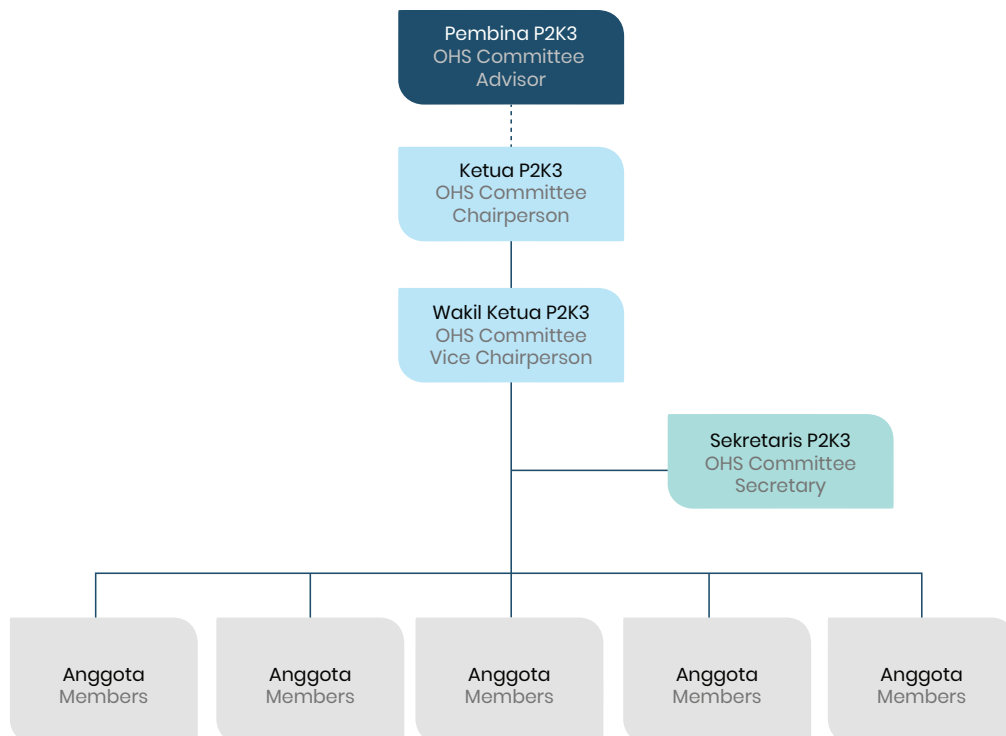 Pembina P2K3
OHS Committee
Advisor
Ketua P2K3
OHS Committee
Chairperson
Wakil Ketua P2K3
OHS Committee
Vice Chairperson
Sekretaris P2K3
OHS Committee
Secretary
Anggota
Members
Anggota
Members
Anggota
Members
Anggota
Members
Anggota
Members